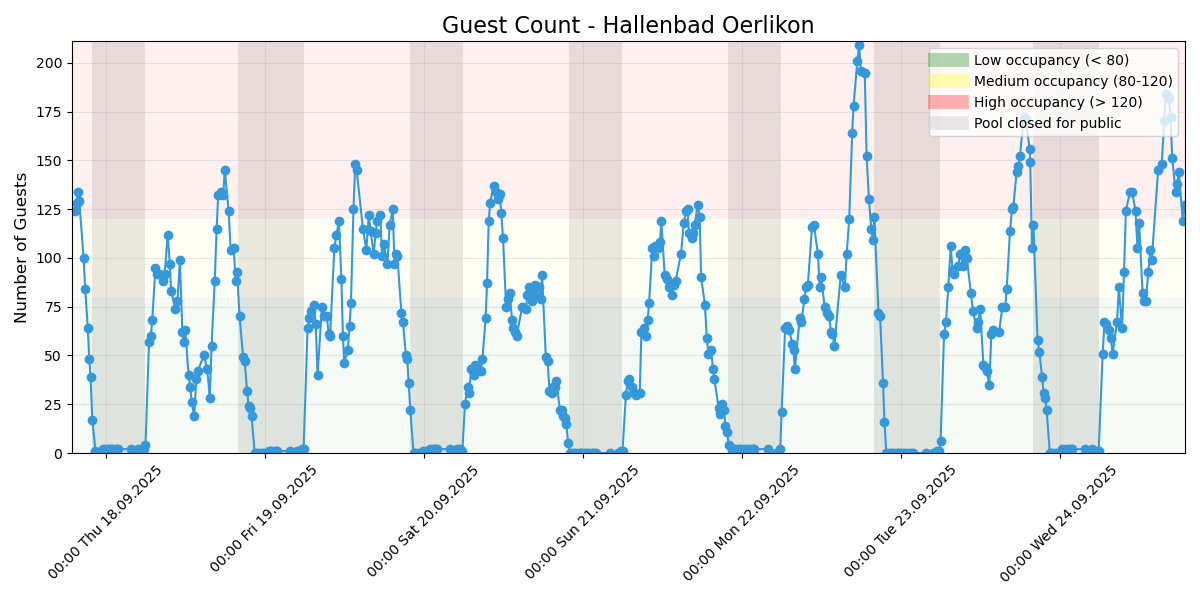 Guest Count - Hallenbad Oerlikon
Number of Guests
200
175
150
125
100
75
50
25
0
Low occupancy (< 80)
Medium occupancy (80-120)
High occupancy (> 120)
Pool closed for public
00:00 Thu 18.09.2025
00:00 Fri 19.09.2025
00:00 Sat 20.09.2025
00:00 Sun 21.09.2025
00:00 Mon 22.09.2025
00:00 Tue 23.09.2025
00:00 Wed 24.09.2025